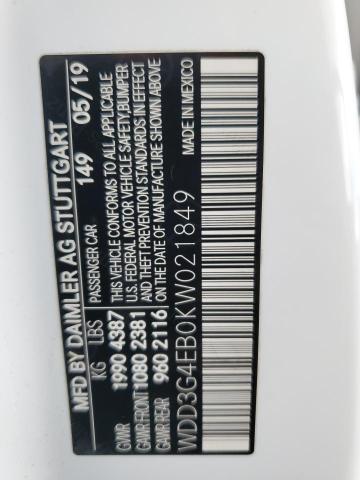 MFD BY DAIMLER AG STUTTGART
149 05/19
PASSENGER CAR
KG LBS
GVWR 1990 4387
GAWR FRONT 1080 2381
GAWR REAR 960 2116
THIS VEHICLE CONFORMS TO ALL APPLICABLE
U.S. FEDERAL MOTOR VEHICLE SAFETY,BUMPER
AND THEFT PREVENTION STANDARDS IN EFFECT
ON THE DATE OF MANUFACTURE SHOWN ABOVE
MADE IN MEXICO
WDD3G4EB0KW021849